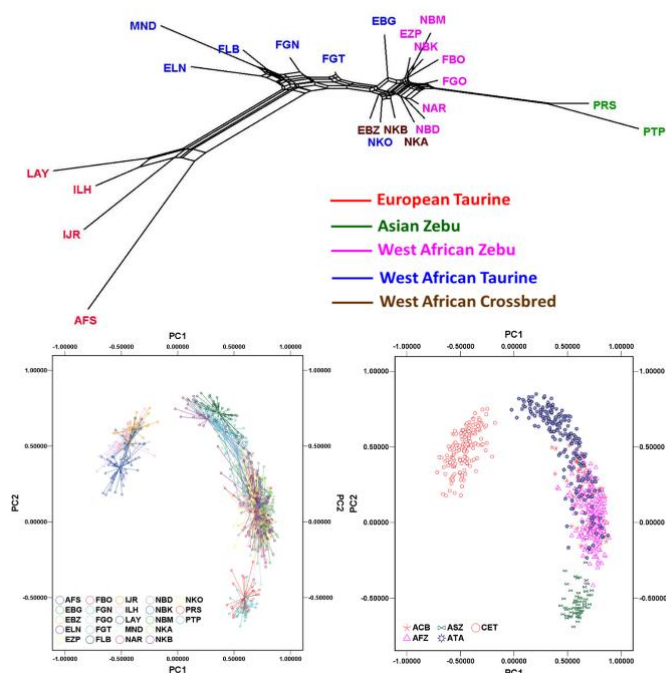 MND
FLB
ELN
FGN
FGT
EBG
NBM
EZP
NBK
FBO
FGO
NAR
NBD
EBZ NKB
NKO NKA
PRS
PTP
LAY
ILH
IJR
AFS
European Taurine
Asian Zebu
West African Zebu
West African Taurine
West African Crossbred
PC1
-1.00000 -0.50000 0.00000 0.50000 1.00000
1.00000 1.00000
0.50000 0.50000
0.00000 0.00000
-0.50000 -0.50000
PC2
PC2
AFS FBO IJR NBD NKO
EBG FGN ILH NBK PRS
EBZ FGO LAY NBM PTP
ELN FGT MND NKA
EZP FLB NAR NKB
-1.00000 -0.50000 0.00000 0.50000 1.00000
PC1
PC1
-1.00000 -0.50000 0.00000 0.50000 1.00000
1.00000 1.00000
0.50000 0.50000
0.00000 0.00000
-0.50000 -0.50000
PC2
PC2
ACB ASZ CET
AFZ ATA
-1.00000 -0.50000 0.00000 0.50000 1.00000
PC1